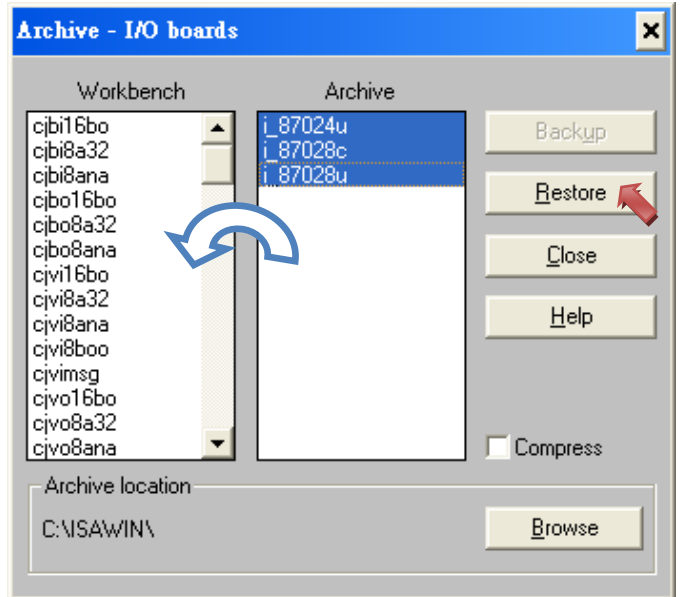 Archive - I/O boards
Workbench
Archive
cjbi16bo
cjbi8a32
cjbi8ana
cjbo16bo
cjbo8a32
cjbo8ana
cjvi16bo
cjvi8a32
cjvi8ana
cjvi8boo
cjvimsg
cjvo16bo
cjvo8a32
cjvo8ana
i_87024u
i_87028c
i_87028u
Backup
Restore
Close
Help
Compress
Archive location
C:\ISAWIN\
Browse